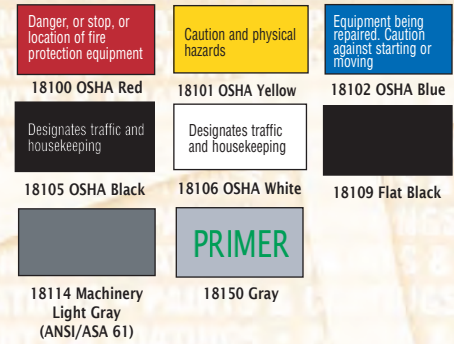 Danger, or stop, or
location of fire
protection equipment
18100 OSHA Red
Caution and physical
hazards
18101 OSHA Yellow
Equipment being
repaired. Caution
against starting or
moving
18102 OSHA Blue
Designates traffic and
housekeeping
18105 OSHA Black
Designates traffic
and housekeeping
18106 OSHA White
18109 Flat Black
18114 Machinery
Light Gray
(ANSI/ASA 61)
PRIMER
18150 Gray